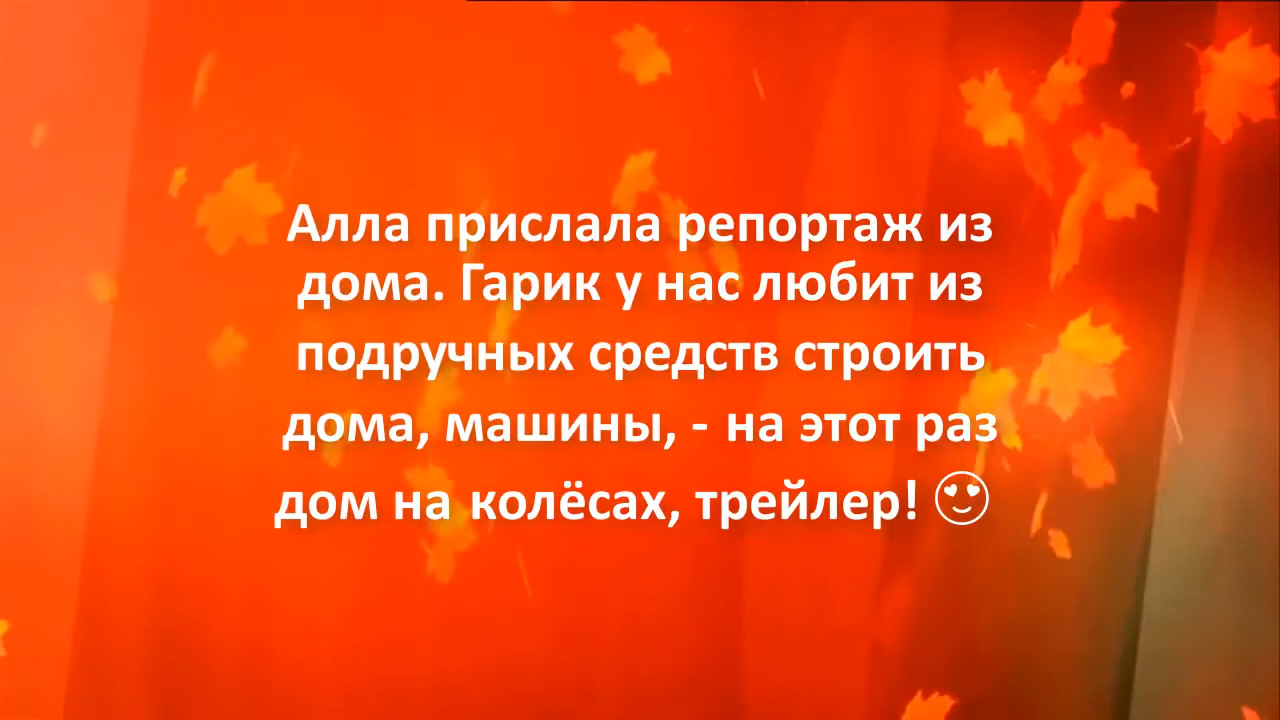 Алла прислала репортаж из
дома. Гарик у нас любит из
подручных средств строить
дома, машины, - на этот раз
дом на колёсах, трейлер! 😍